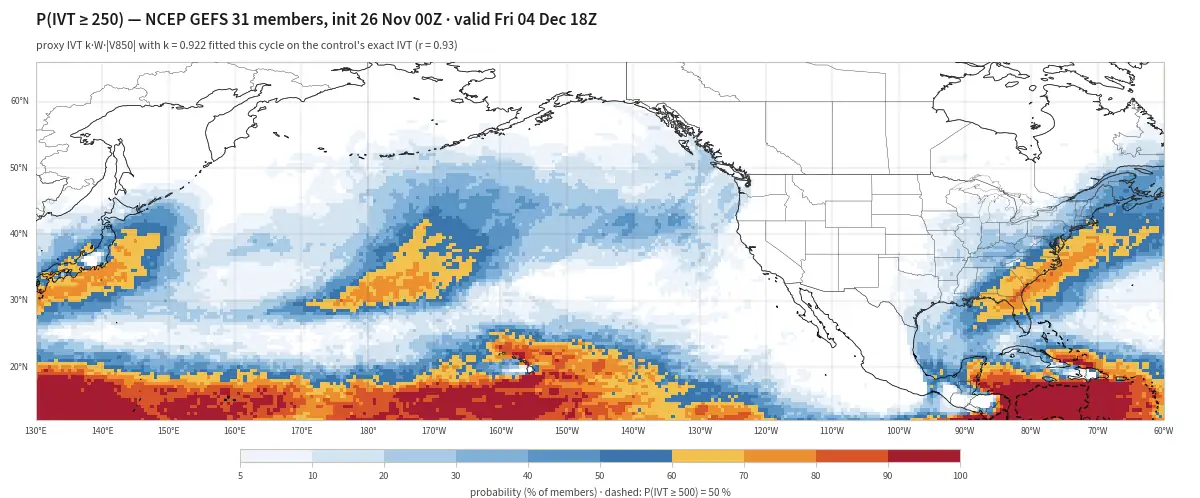 P(IVT ≥ 250) — NCEP GEFS 31 members, init 26 Nov 00Z · valid Fri 04 Dec 18Z
proxy IVT k·W·|V850| with k = 0.922 fitted this cycle on the control's exact IVT (r = 0.93)
60°N
50°N
40°N
30°N
20°N
130°E 140°E 150°E 160°E 170°E 180° 170°W 160°W 150°W 140°W 130°W 120°W 110°W 100°W 90°W 80°W 70°W 60°W
5 10 20 30 40 50 60 70 80 90 100
probability (% of members) · dashed: P(IVT ≥ 500) = 50 %